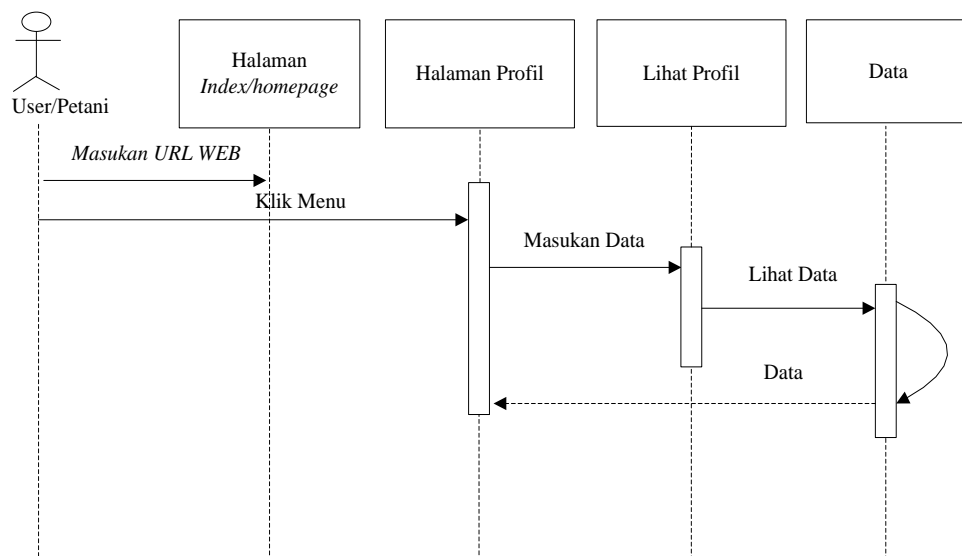 User/Petani
Halaman
Index/homepage
Halaman Profil
Lihat Profil
Data
Masukan URL WEB
Klik Menu
Masukan Data
Lihat Data
Data